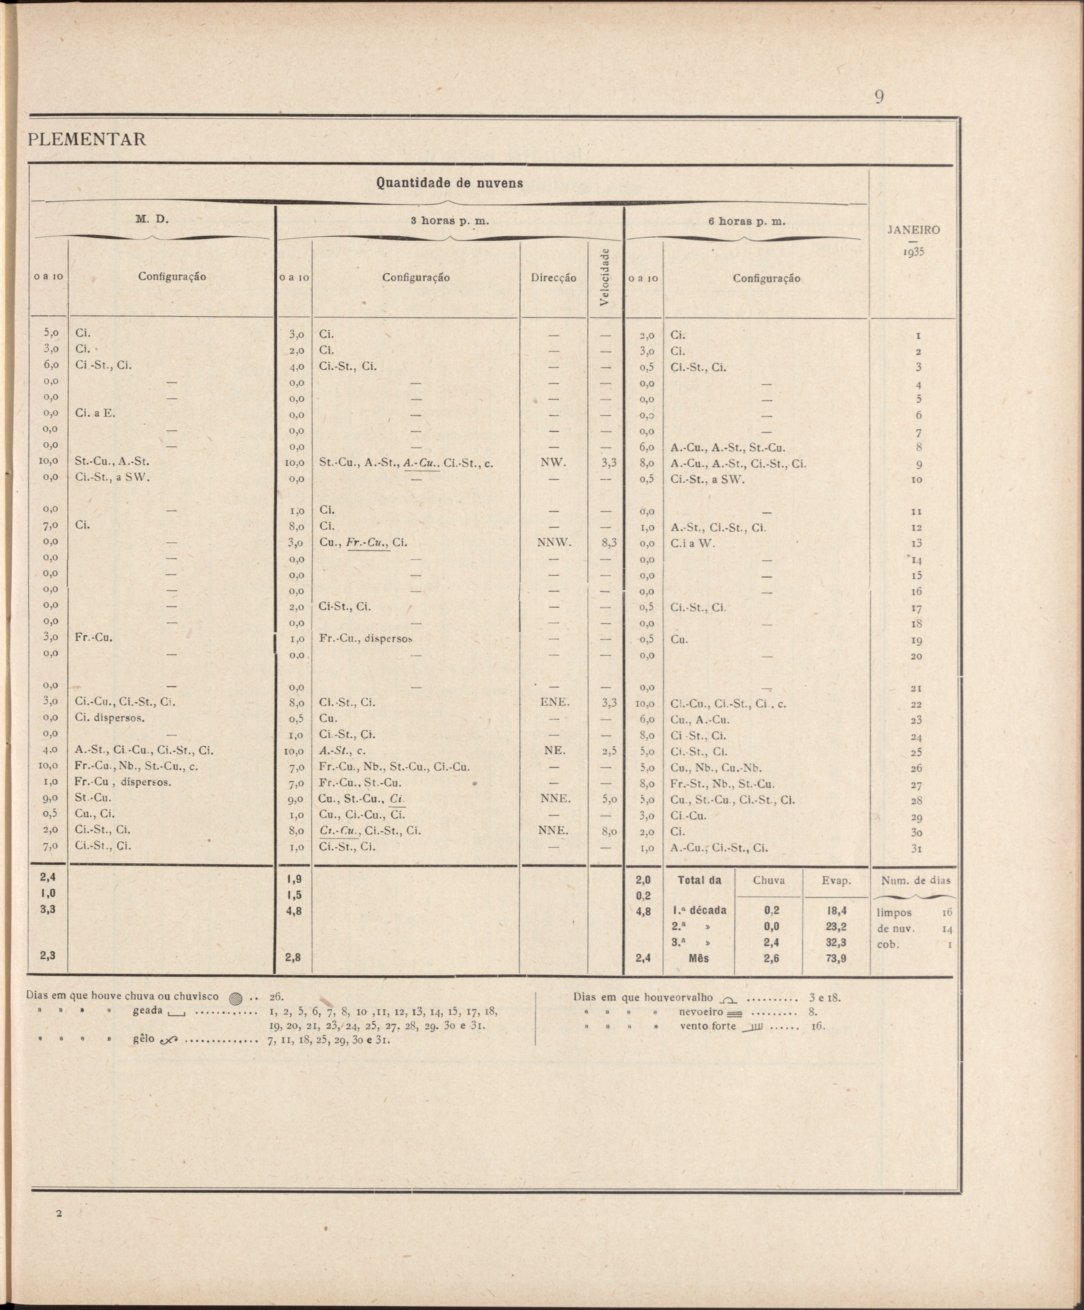 9
PLEMENTAR
Quantidade de nuvens
M. D. 3 horas p. m. 6 horas p. m. JANEIRO
—
1935
0 a 10 Configuração 0 a 10 Configuração Direcção Velocidade 0 a 10 Configuração
5,0 Ci. 3,0 Ci. — — 2,0 Ci. 1
3,0 Ci. 2,0 Ci. — — 3,0 Ci. 2
6,0 Ci -St., Ci. 4,0 Ci.-St., Ci. — — 0,5 Ci.-St., Ci. 3
0,0 — 0,0 — — — 0,0 — 4
0,0 — 0,0 — — — 0,0 — 5
0,0 Ci. a E. 0,0 — — — 0,0 — 6
0,0 — 0,0 — — — 0,0 — 7
0,0 — 0,0 — — — 6,0 A.-Cu., A.-St., St.-Cu. 8
10,0 St.-Cu., A.-St. 10,0 St.-Cu., A.-St., A.-Cu., Ci.-St., c. NW. 3,3 8,0 A.-Cu., A.-St., Ci.-St., Ci. 9
0,0 Ci.-St., a SW. 0,0 — — — 0,5 Ci.-St., a SW. 10
0,0 — 1,0 Ci. — — 0,0 — 11
7,0 Ci. 8,0 Ci. — — 1,0 A.-St., Ci.-St., Ci. 12
0,0 — 3,0 Cu., Fr.-Cu., Ci. NNW. 8,3 0,0 C.i a W. 13
0,0 — 0,0 — — — 0,0 — 14
0,0 — 0,0 — — — 0,0 — 15
0,0 — 0,0 — — — 0,0 — 16
0,0 — 2,0 Ci-St., Ci. — — 0,5 Ci.-St., Ci. 17
0,0 — 0,0 — — — 0,0 — 18
3,0 Fr.-Cu. 1,0 Fr.-Cu., dispersos — — 0,5 Cu. 19
0,0 — 0,0 — — — 0,0 — 20
0,0 — 0,0 — — — 0,0 — 21
3,0 Ci.-Cu., Ci.-St., Ci. 8,0 Ci.-St., Ci. ENE. 3,3 10,0 Ci.-Cu., Ci.-St., Ci . c. 22
0,0 Ci. dispersos. 0,5 Cu. — — 6,0 Cu., A.-Cu. 23
0,0 — 1,0 Ci.-St., Ci. — — 8,0 Ci -St., Ci. 24
4,0 A.-St., Ci.-Cu., Ci.-St., Ci. 10,0 A.-St., c. NE. 2,5 5,0 Ci.-St., Ci. 25
10,0 Fr.-Cu., Nb., St.-Cu., c. 7,0 Fr.-Cu., Nb., St.-Cu., Ci.-Cu. — — 5,0 Cu., Nb., Cu.-Nb. 26
1,0 Fr.-Cu , dispersos. 7,0 Fr.-Cu., St.-Cu. — — 8,0 Fr.-St., Nb., St.-Cu. 27
9,0 St.-Cu. 9,0 Cu., St.-Cu., Ci. NNE. 5,0 5,0 Cu., St.-Cu., Ci.-St., Ci. 28
0,5 Cu., Ci. 1,0 Cu., Ci.-Cu., Ci. — — 3,0 Ci.-Cu. 29
2,0 Ci.-St., Ci. 8,0 Ci.-Cu., Ci.-St., Ci. NNE. 8,0 2,0 Ci. 30
7,0 Ci.-St., Ci. 1,0 Ci.-St., Ci. — — 1,0 A.-Cu., Ci.-St., Ci. 31
2,4 1,9 2,0 Total da Chuva Evap. Num. de dias
1,0 1,5 0,2
3,3 4,8 4,8 1.ª década 0,2 18,4 limpos 16
2.ª » 0,0 23,2 de nuv. 14
3.ª » 2,4 32,3 cob. 1
2,3 2,8 2,4 Mês 2,6 73,9
Dias em que houve chuva ou chuvisco .. 26.
» » » » geada ............ 1, 2, 5, 6, 7, 8, 10 ,11, 12, 13, 14, 15, 17, 18,
19, 20, 21, 23, 24, 25, 27, 28, 29. 30 e 31.
» » » » gêlo .............. 7, 11, 18, 25, 29, 30 e 31.
Dias em que houveorvalho .......... 3 e 18.
» » » » nevoeiro ......... 8.
» » » » vento forte ...... 16.
2